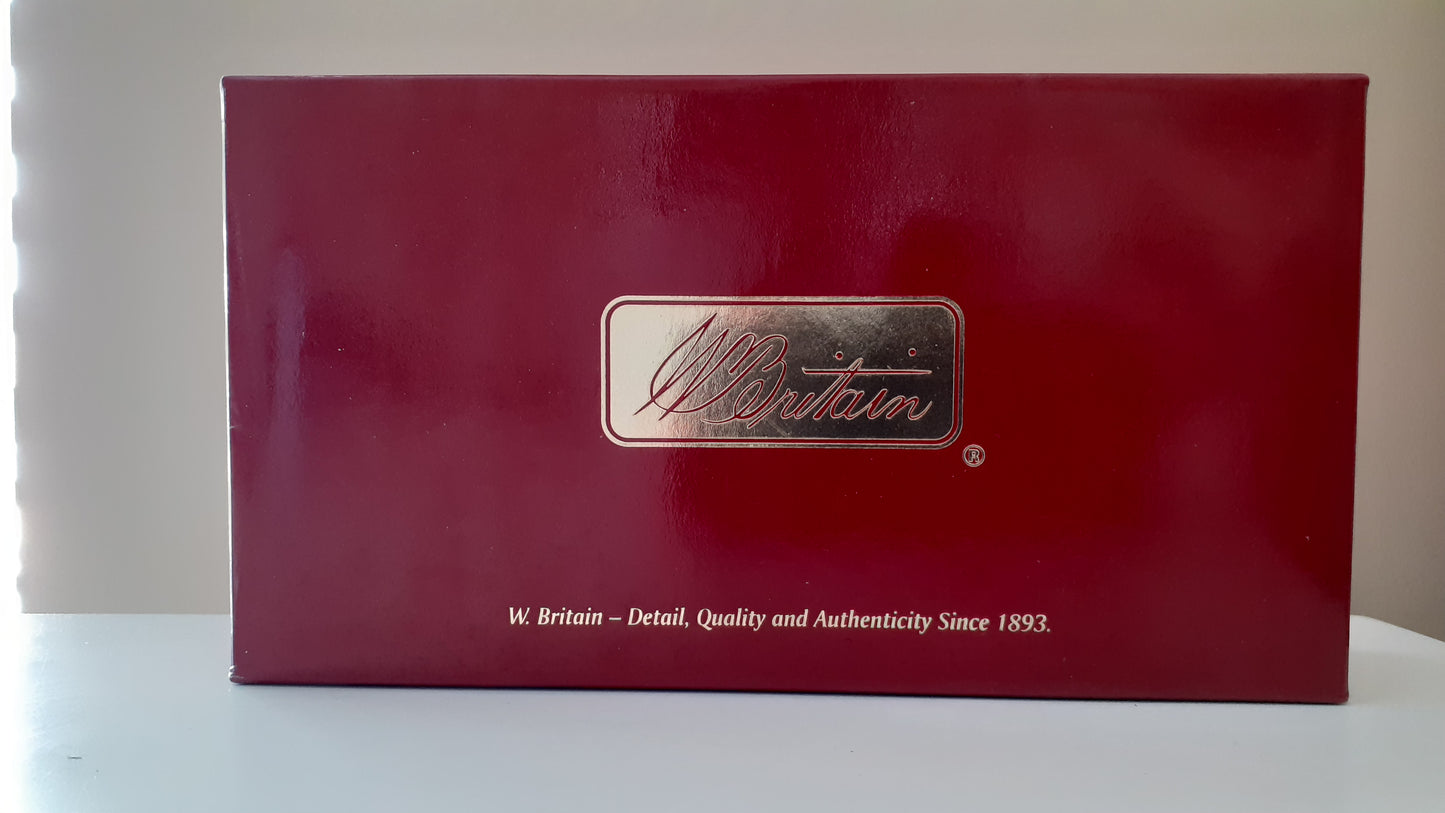 W Britain
®
W. Britain – Detail, Quality and Authenticity Since 1893.